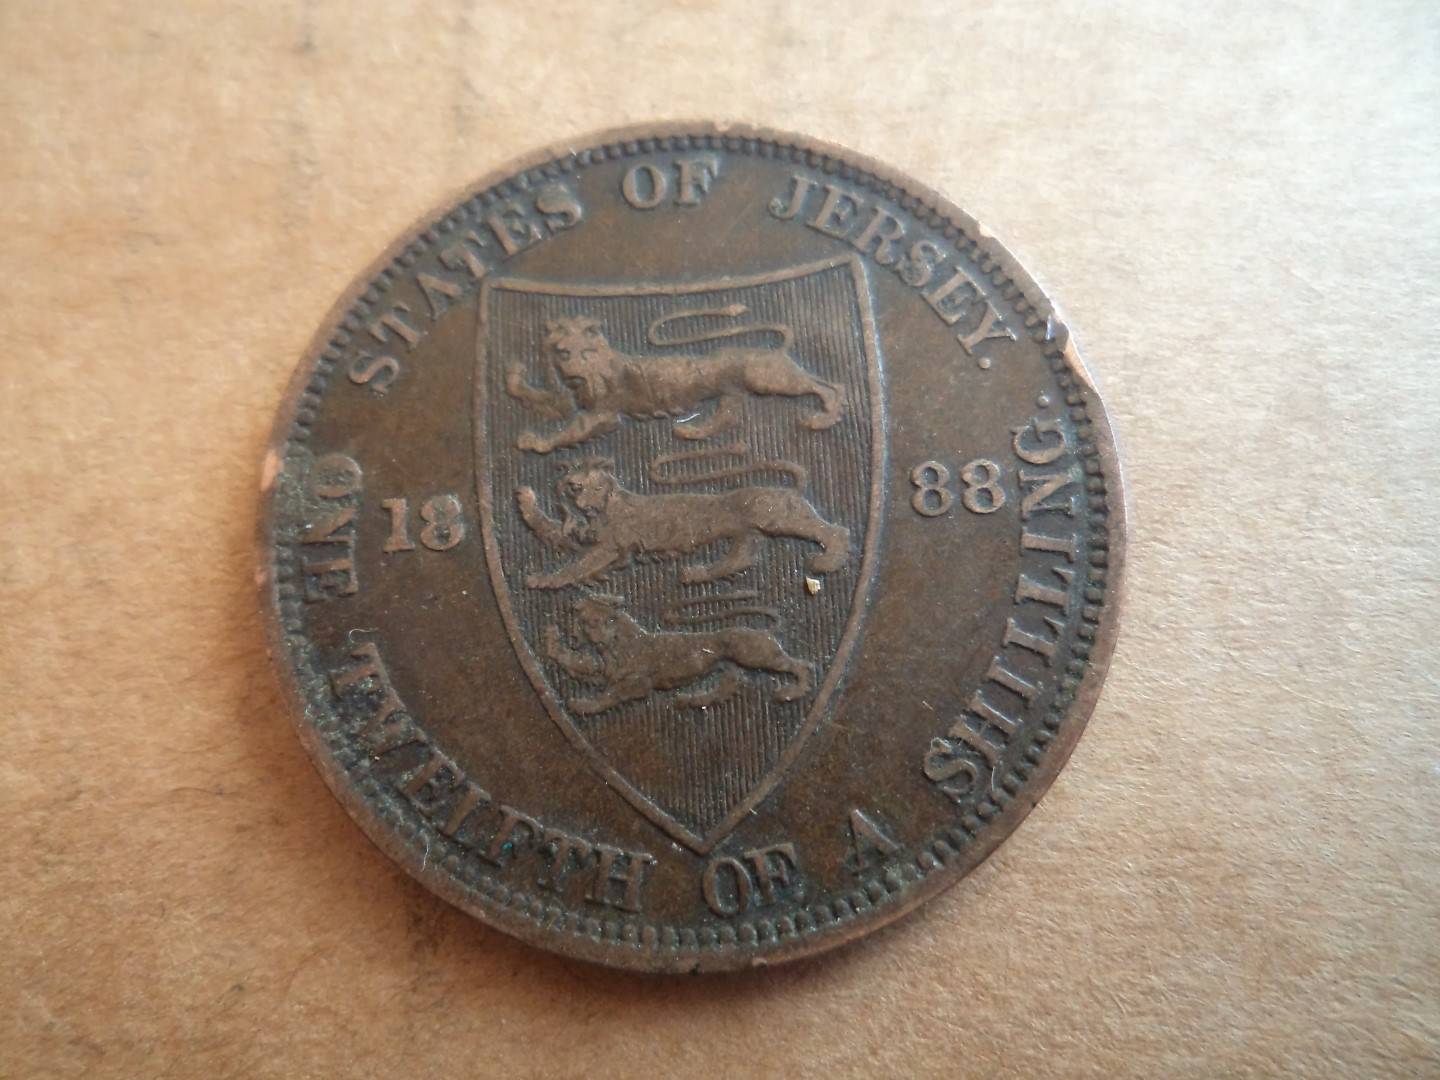 STATES OF JERSEY.
18 88
ONE TWELFTH OF A SHILLING.